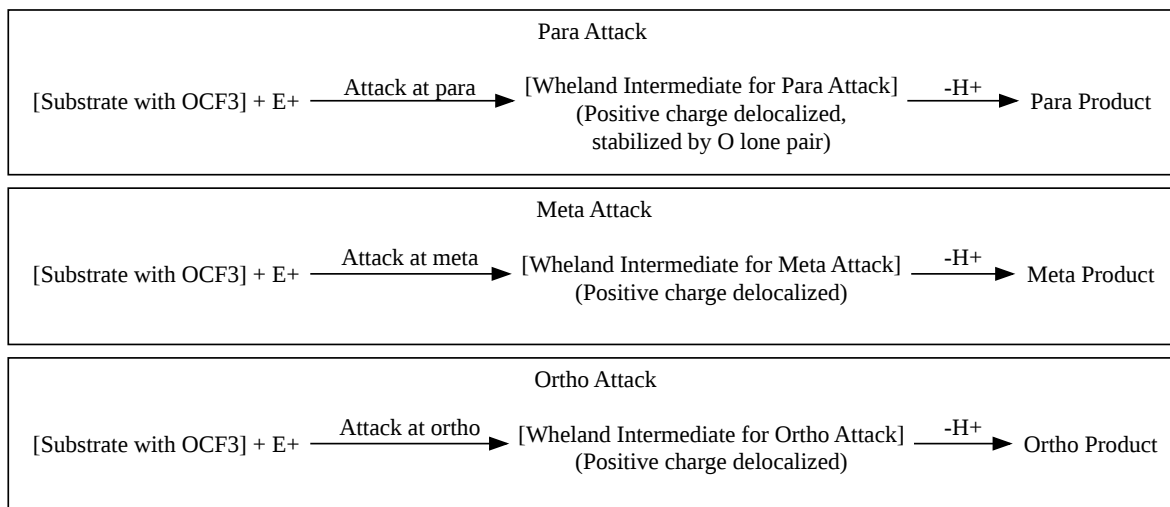 Para Attack
[Substrate with OCF3] + E+
Attack at para
[Wheland Intermediate for Para Attack]
(Positive charge delocalized,
stabilized by O lone pair)
-H+
Para Product
Meta Attack
[Substrate with OCF3] + E+
Attack at meta
[Wheland Intermediate for Meta Attack]
(Positive charge delocalized)
-H+
Meta Product
Ortho Attack
[Substrate with OCF3] + E+
Attack at ortho
[Wheland Intermediate for Ortho Attack]
(Positive charge delocalized)
-H+
Ortho Product